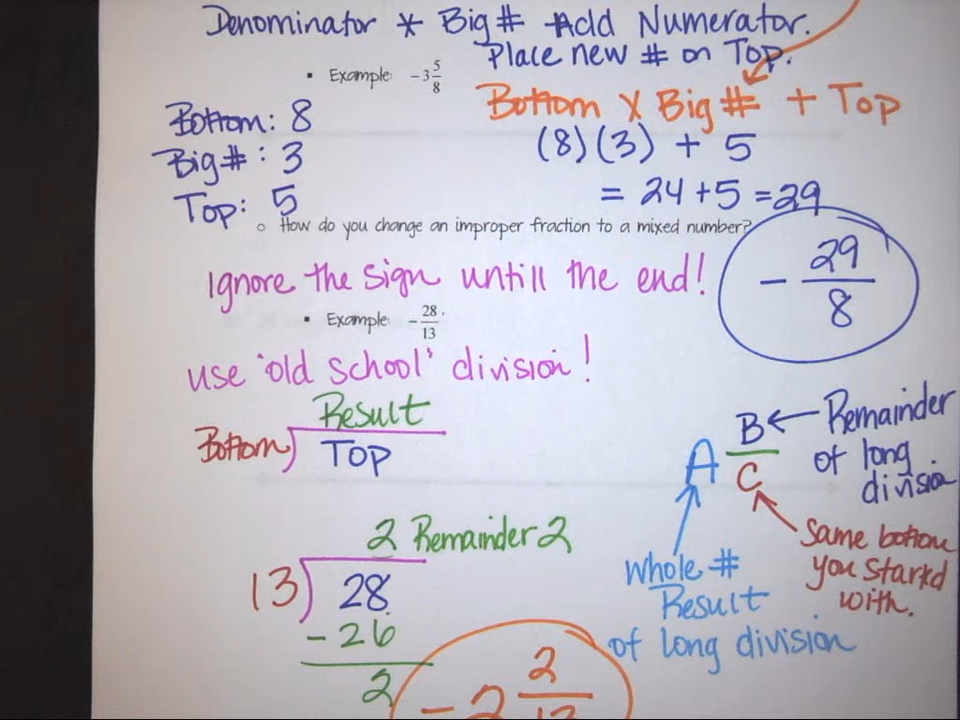 Denominator * Big # Add Numerator.
Place new # on Top.
▪ Example: -3 5/8
Bottom X Big # + Top
Bottom: 8
(8)(3) + 5
Big#: 3
= 24 + 5 = 29
Top: 5
○ How do you change an improper fraction to a mixed number?
- 29/8
Ignore the sign untill the end!
▪ Example: -28/13.
use 'old school' division!
Result
Bottom) TOP
A B/C
← Remainder
of long
division
Same bottom
you started
with.
2 Remainder 2
13) 28
- 26
2
whole #
Result
of long division
- 2 2/13